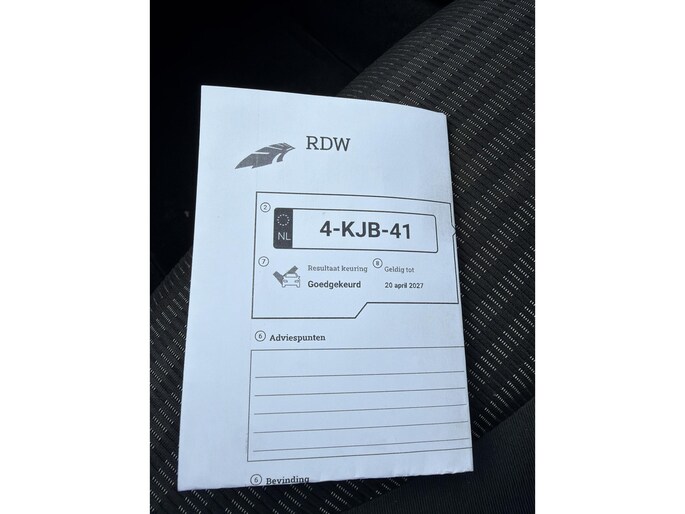 RDW
2
NL 4-KJB-41
7 Resultaat keuring 8 Geldig tot
Goedgekeurd 20 april 2027
6 Adviespunten
6 Bevinding